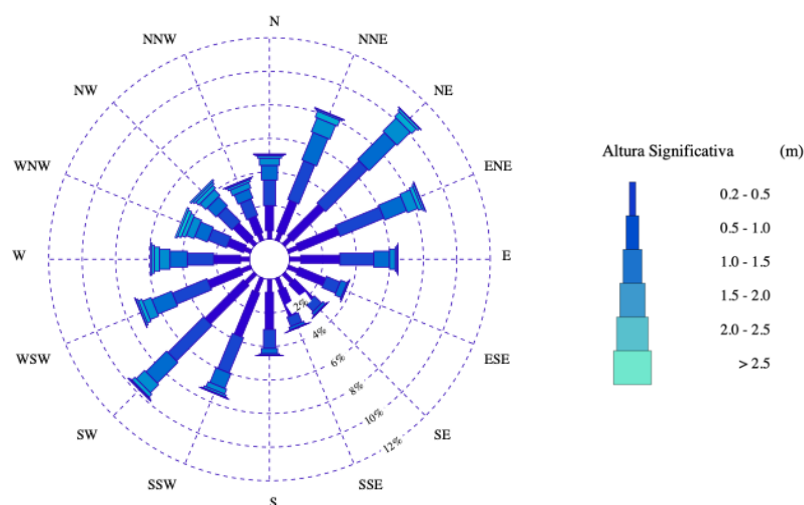 N
NNW
NNE
NW
NE
WNW
ENE
W
E
WSW
ESE
SW
SE
SSW
SSE
S
2%
4%
6%
8%
10%
12%
Altura Significativa (m)
0.2 - 0.5
0.5 - 1.0
1.0 - 1.5
1.5 - 2.0
2.0 - 2.5
> 2.5